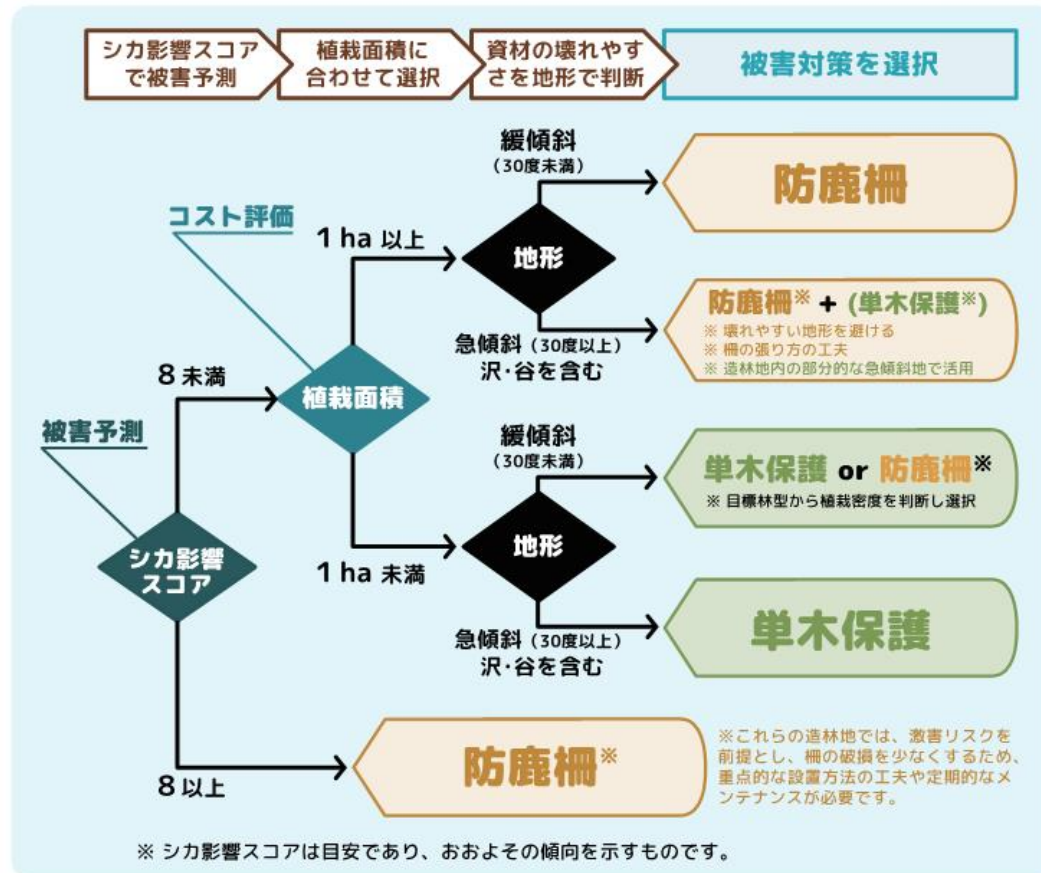 シカ影響スコア
で被害予測
植栽面積に
合わせて選択
資材の壊れやす
さを地形で判断
被害対策を選択
緩傾斜
(30度未満)
防鹿柵
コスト評価
1 ha 以上
地形
防鹿柵※ + (単木保護※)
※ 壊れやすい地形を避ける
※ 柵の張り方の工夫
※ 造林地内の部分的な急傾斜地で活用
急傾斜 (30度以上)
沢・谷を含む
8 未満
植栽面積
被害予測
緩傾斜
(30度未満)
単木保護 or 防鹿柵※
※ 目標林型から植栽密度を判断し選択
シカ影響
スコア
地形
1 ha 未満
急傾斜 (30度以上)
沢・谷を含む
単木保護
8 以上
防鹿柵※
※これらの造林地では、激害リスクを
前提とし、柵の破損を少なくするため、
重点的な設置方法の工夫や定期的なメ
ンテナンスが必要です。
※ シカ影響スコアは目安であり、おおよその傾向を示すものです。